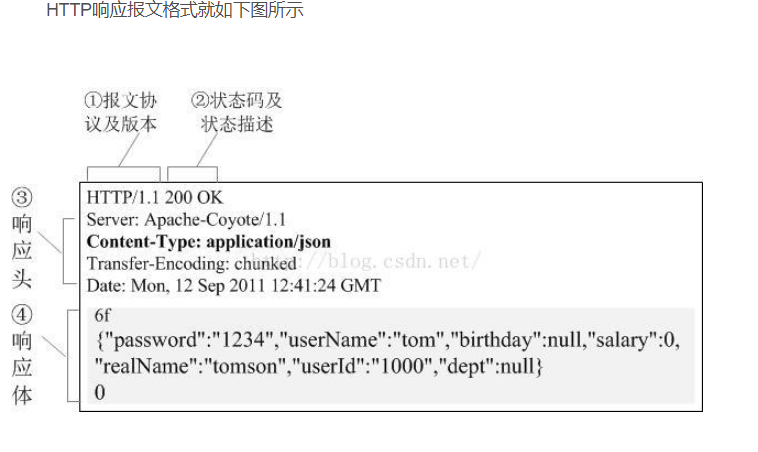 HTTP响应报文格式就如下图所示
①报文协
议及版本
②状态码及
状态描述
③
响
应
头
HTTP/1.1 200 OK
Server: Apache-Coyote/1.1
Content-Type: application/json
Transfer-Encoding: chunked
http://blog.csdn.net/
Date: Mon, 12 Sep 2011 12:41:24 GMT
④
响
应
体
6f
{"password":"1234","userName":"tom","birthday":null,"salary":0,
"realName":"tomson","userId":"1000","dept":null}
0